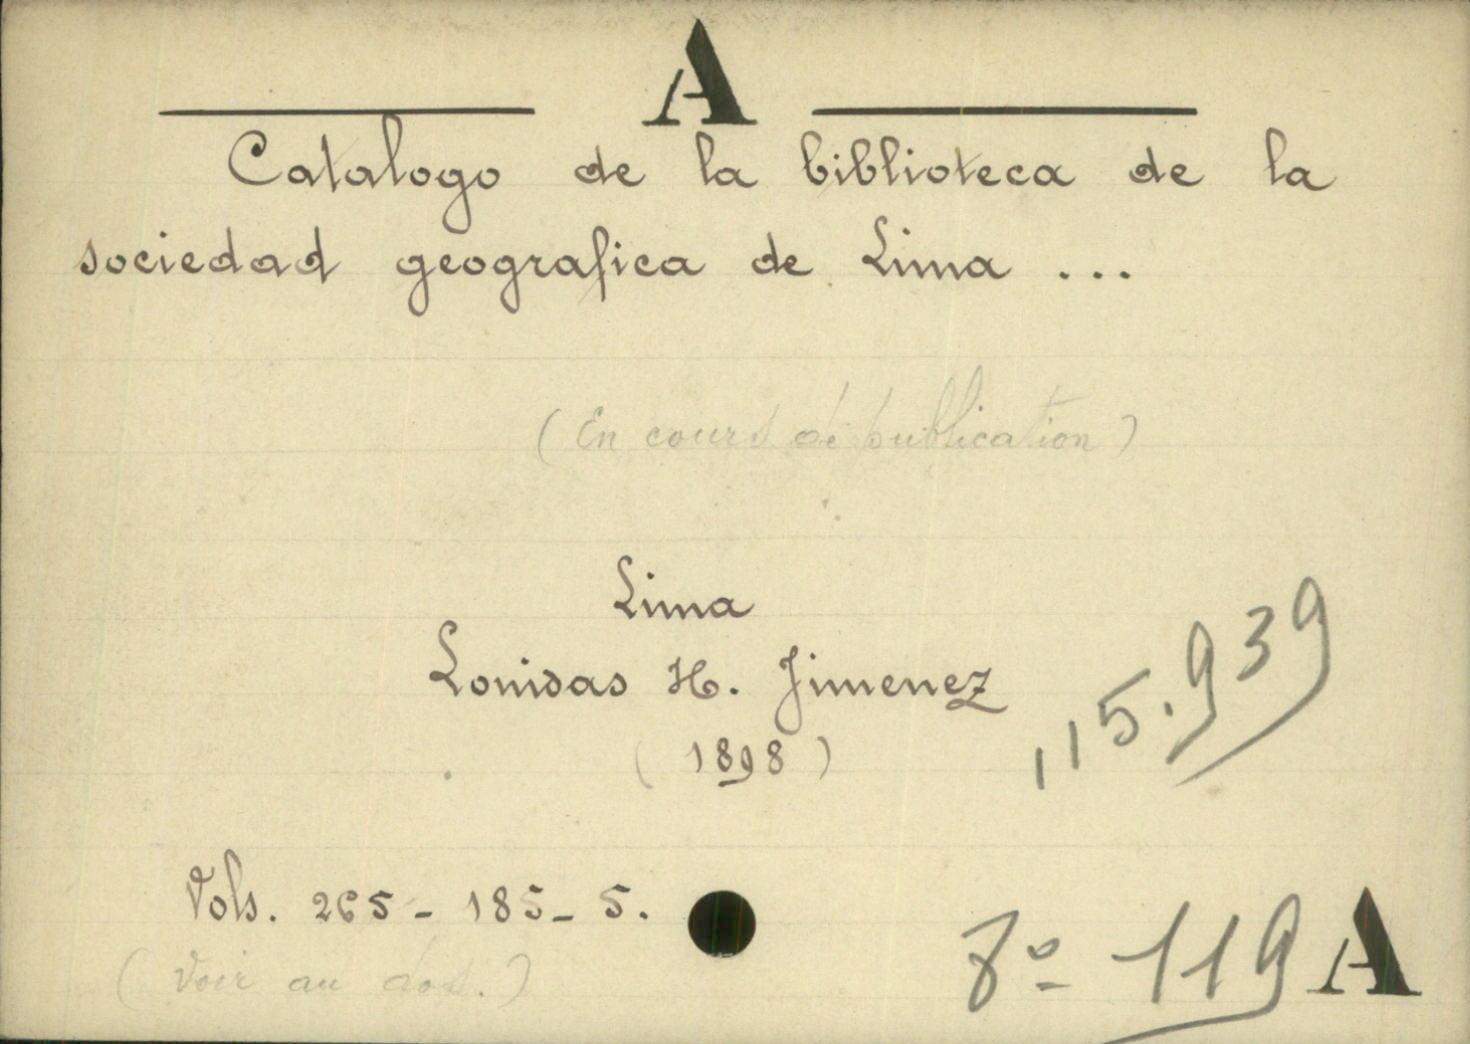 A
Catalogo de la biblioteca de la
sociedad geografica de Lima ...
(En cours de publication)
Lima
Lonidas H. Jimenez
(1898)
115.939
Vols. 265 - 185 - 5.
(Voir au dos.)
8º - 119 A